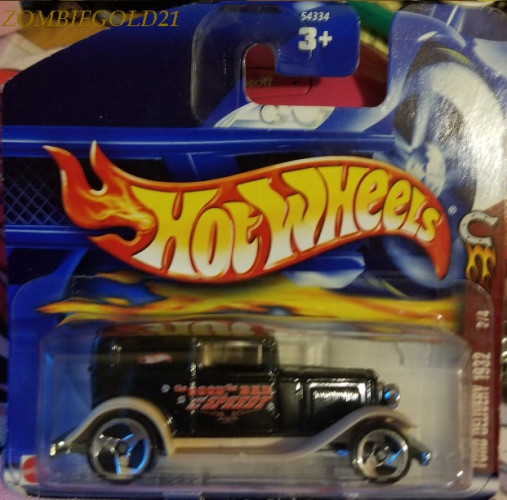 ZOMBIEGOLD21
54334
3+
Hot Wheels
®
FORD DELIVERY 1932 2/4